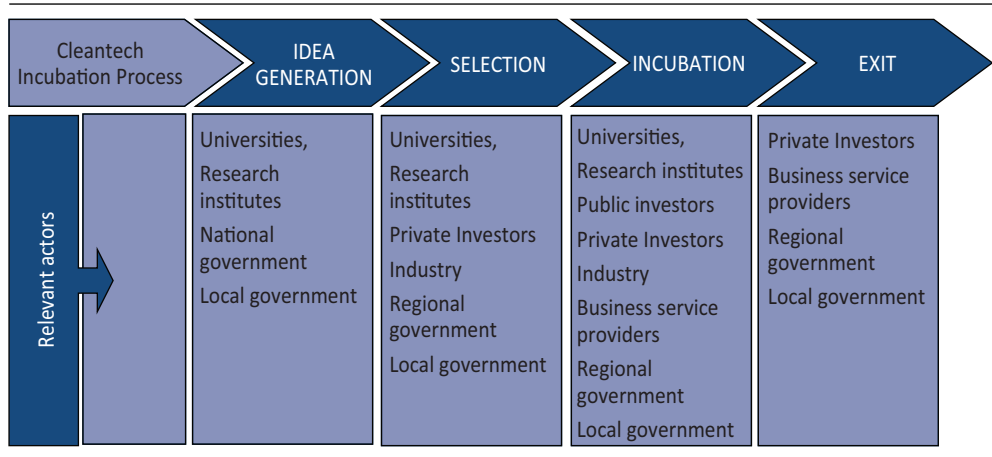 Cleantech
Incubation Process
IDEA
GENERATION
SELECTION
INCUBATION
EXIT
Relevant actors
Universities,
Research
institutes
National
government
Local government
Universities,
Research
institutes
Private Investors
Industry
Regional
government
Local government
Universities,
Research institutes
Public investors
Private Investors
Industry
Business service
providers
Regional
government
Local government
Private Investors
Business service
providers
Regional
government
Local government